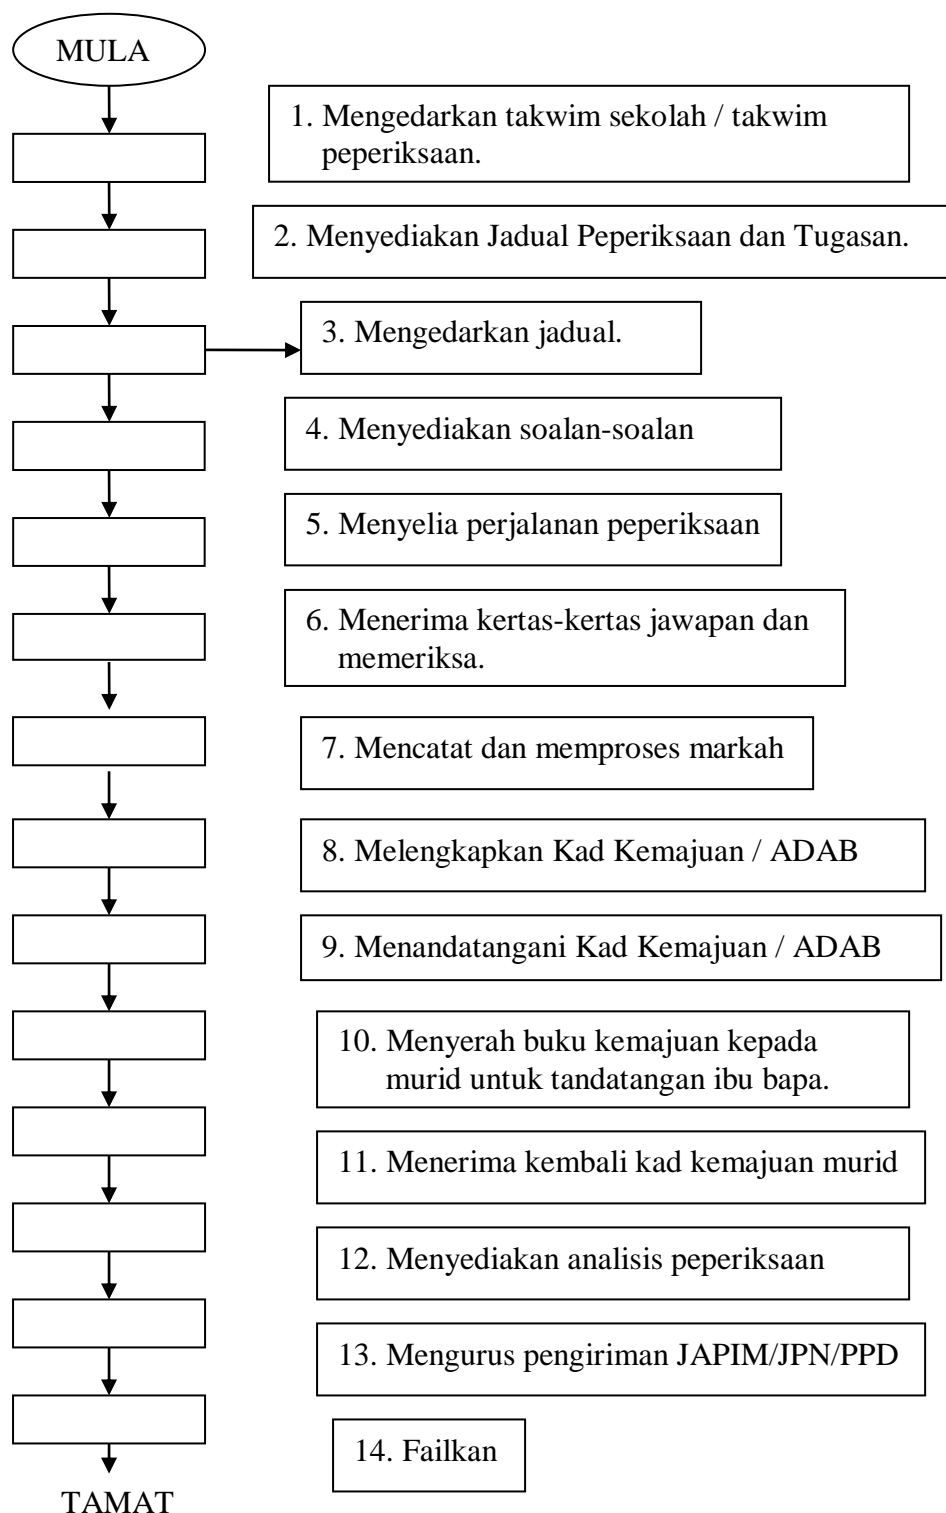 MULA
1. Mengedarkan takwim sekolah / takwim
peperiksaan.
2. Menyediakan Jadual Peperiksaan dan Tugasan.
3. Mengedarkan jadual.
4. Menyediakan soalan-soalan
5. Menyelia perjalanan peperiksaan
6. Menerima kertas-kertas jawapan dan
memeriksa.
7. Mencatat dan memproses markah
8. Melengkapkan Kad Kemajuan / ADAB
9. Menandatangani Kad Kemajuan / ADAB
10. Menyerah buku kemajuan kepada
murid untuk tandatangan ibu bapa.
11. Menerima kembali kad kemajuan murid
12. Menyediakan analisis peperiksaan
13. Mengurus pengiriman JAPIM/JPN/PPD
14. Failkan
TAMAT